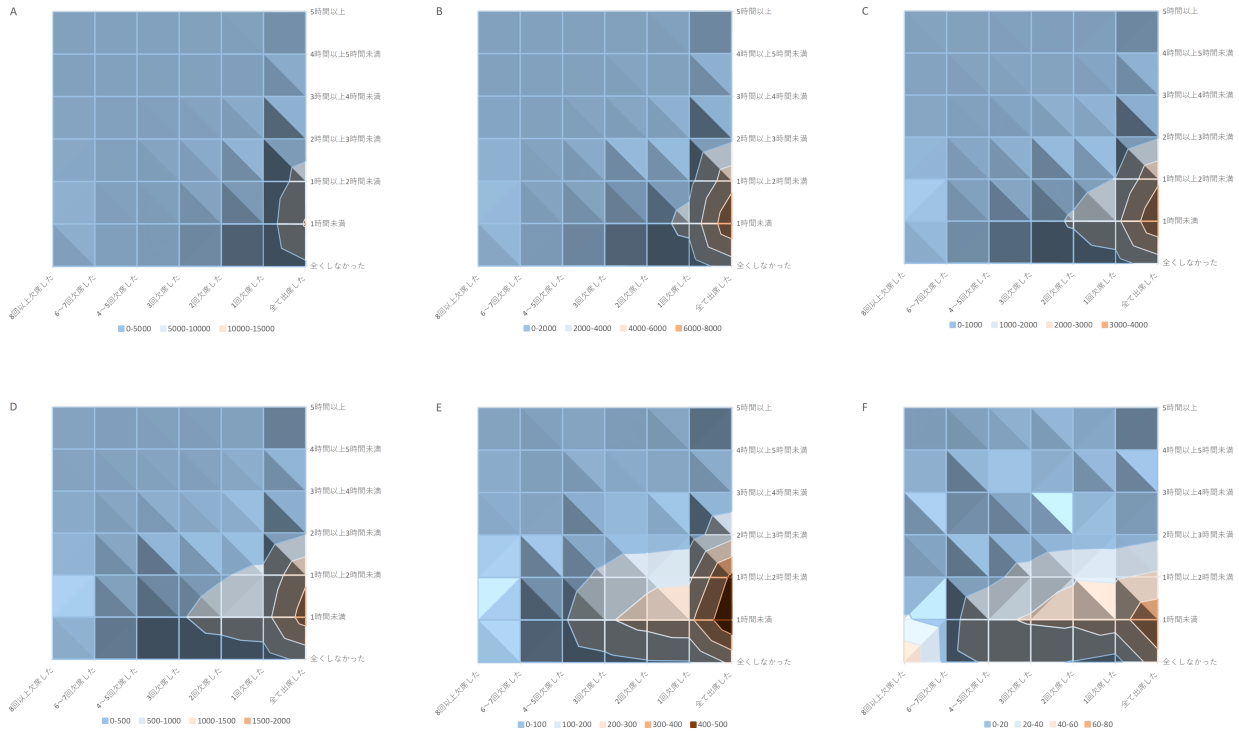 A
5時間以上
4時間以上5時間未満
3時間以上4時間未満
2時間以上3時間未満
1時間以上2時間未満
1時間未満
全くしなかった
8回以上欠席した
6〜7回欠席した
4〜5回欠席した
3回欠席した
2回欠席した
1回欠席した
全て出席した
0-5000 5000-10000 10000-15000
B
5時間以上
4時間以上5時間未満
3時間以上4時間未満
2時間以上3時間未満
1時間以上2時間未満
1時間未満
全くしなかった
8回以上欠席した
6〜7回欠席した
4〜5回欠席した
3回欠席した
2回欠席した
1回欠席した
全て出席した
0-2000 2000-4000 4000-6000 6000-8000
C
5時間以上
4時間以上5時間未満
3時間以上4時間未満
2時間以上3時間未満
1時間以上2時間未満
1時間未満
全くしなかった
8回以上欠席した
6〜7回欠席した
4〜5回欠席した
3回欠席した
2回欠席した
1回欠席した
全て出席した
0-1000 1000-2000 2000-3000 3000-4000
D
5時間以上
4時間以上5時間未満
3時間以上4時間未満
2時間以上3時間未満
1時間以上2時間未満
1時間未満
全くしなかった
8回以上欠席した
6〜7回欠席した
4〜5回欠席した
3回欠席した
2回欠席した
1回欠席した
全て出席した
0-500 500-1000 1000-1500 1500-2000
E
5時間以上
4時間以上5時間未満
3時間以上4時間未満
2時間以上3時間未満
1時間以上2時間未満
1時間未満
全くしなかった
8回以上欠席した
6〜7回欠席した
4〜5回欠席した
3回欠席した
2回欠席した
1回欠席した
全て出席した
0-100 100-200 200-300 300-400 400-500
F
5時間以上
4時間以上5時間未満
3時間以上4時間未満
2時間以上3時間未満
1時間以上2時間未満
1時間未満
全くしなかった
8回以上欠席した
6〜7回欠席した
4〜5回欠席した
3回欠席した
2回欠席した
1回欠席した
全て出席した
0-20 20-40 40-60 60-80